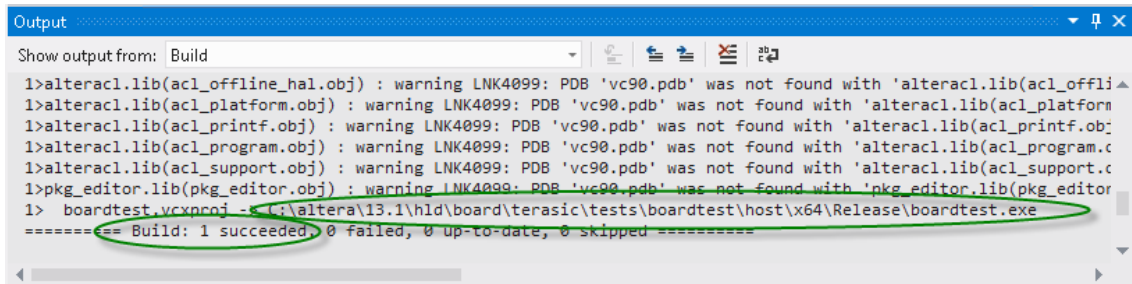 Output
Show output from: Build
1>alteracl.lib(acl_offline_hal.obj) : warning LNK4099: PDB 'vc90.pdb' was not found with 'alteracl.lib(acl_offli
1>alteracl.lib(acl_platform.obj) : warning LNK4099: PDB 'vc90.pdb' was not found with 'alteracl.lib(acl_platform
1>alteracl.lib(acl_printf.obj) : warning LNK4099: PDB 'vc90.pdb' was not found with 'alteracl.lib(acl_printf.obj
1>alteracl.lib(acl_program.obj) : warning LNK4099: PDB 'vc90.pdb' was not found with 'alteracl.lib(acl_program.o
1>alteracl.lib(acl_support.obj) : warning LNK4099: PDB 'vc90.pdb' was not found with 'alteracl.lib(acl_support.o
1>pkg_editor.lib(pkg_editor.obj) : warning LNK4099: PDB 'vc90.pdb' was not found with 'pkg_editor.lib(pkg_editor
1>  boardtest.vcxproj -> C:\altera\13.1\hld\board\terasic\tests\boardtest\host\x64\Release\boardtest.exe
========== Build: 1 succeeded, 0 failed, 0 up-to-date, 0 skipped ==========